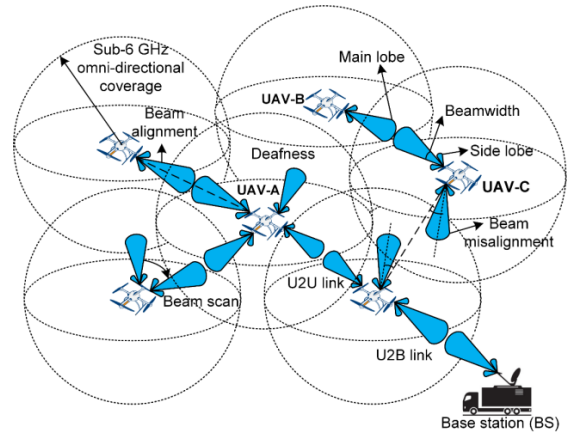 Sub-6 GHz
omni-directional
coverage
Beam
alignment
Main lobe
UAV-B
Beamwidth
Deafness
Side lobe
UAV-A
UAV-C
Beam
misalignment
U2U link
Beam scan
U2B link
Base station (BS)